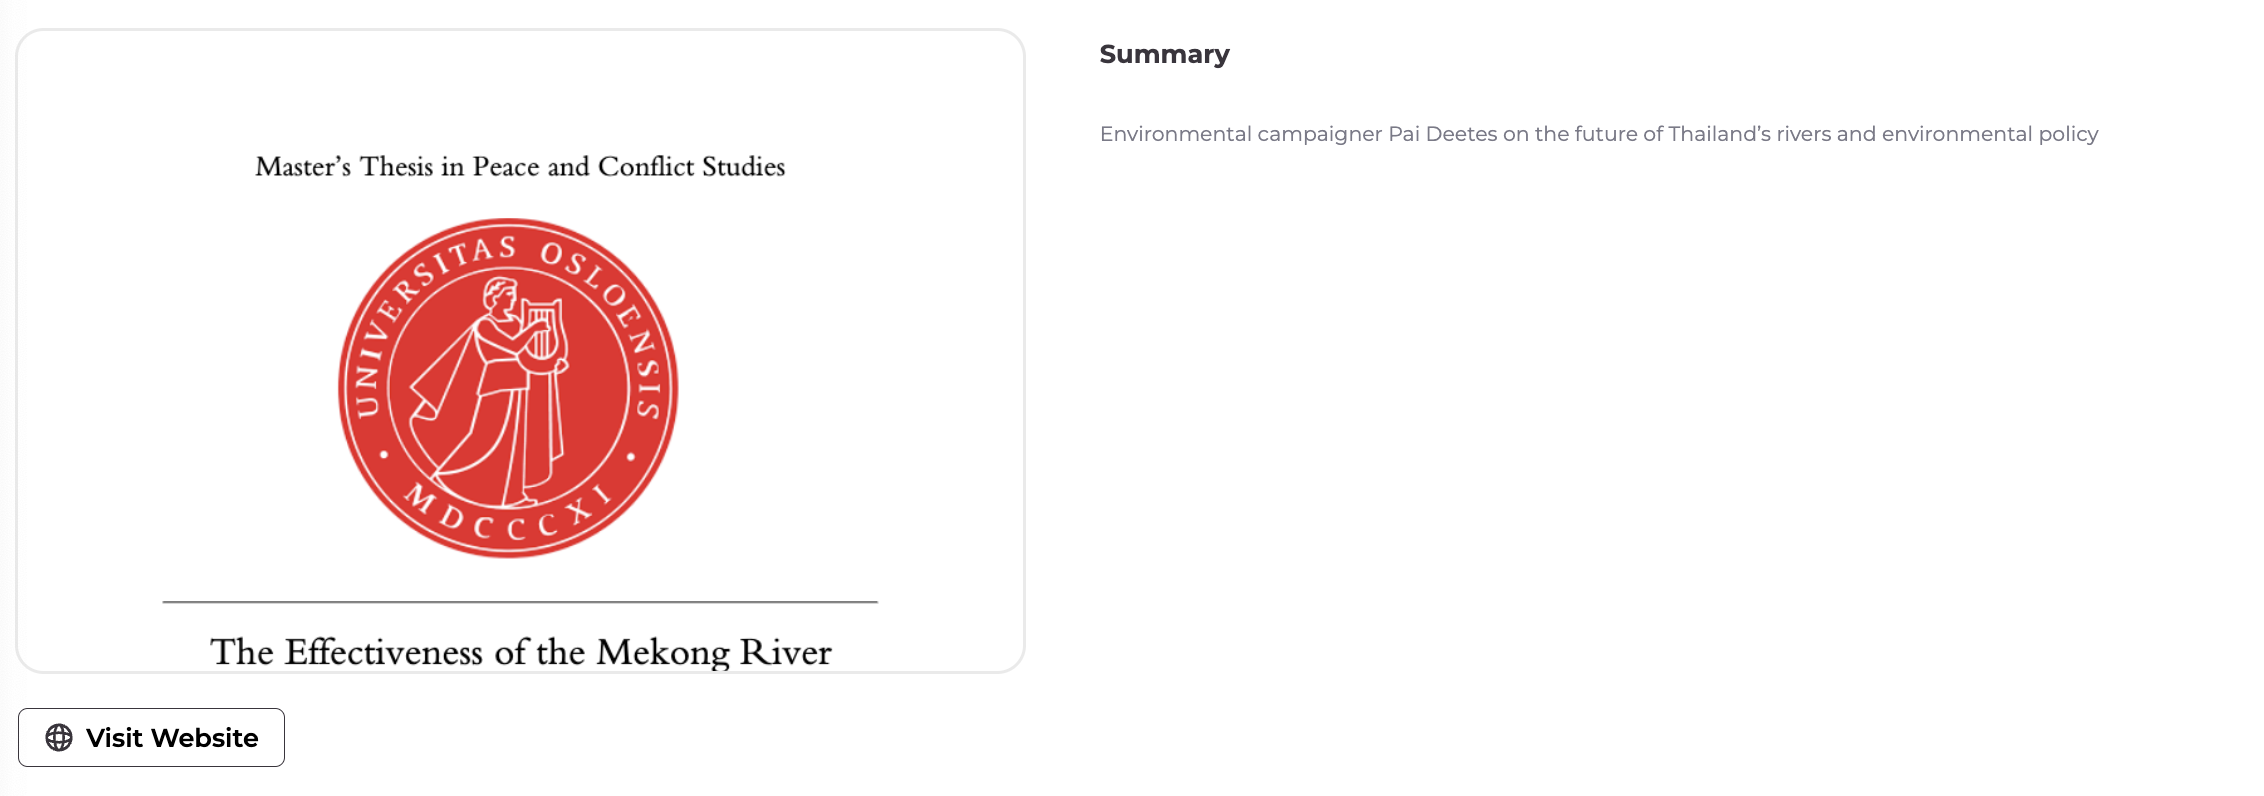 Master’s Thesis in Peace and Conflict Studies
UNIVERSITAS OSLOENSIS
MDCCCXI
The Effectiveness of the Mekong River
Visit Website
Summary
Environmental campaigner Pai Deetes on the future of Thailand’s rivers and environmental policy